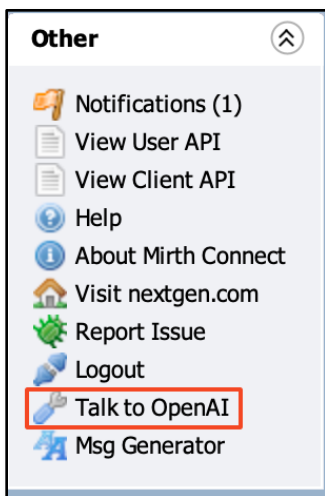 Other
Notifications (1)
View User API
View Client API
Help
About Mirth Connect
Visit nextgen.com
Report Issue
Logout
Talk to OpenAI
Msg Generator